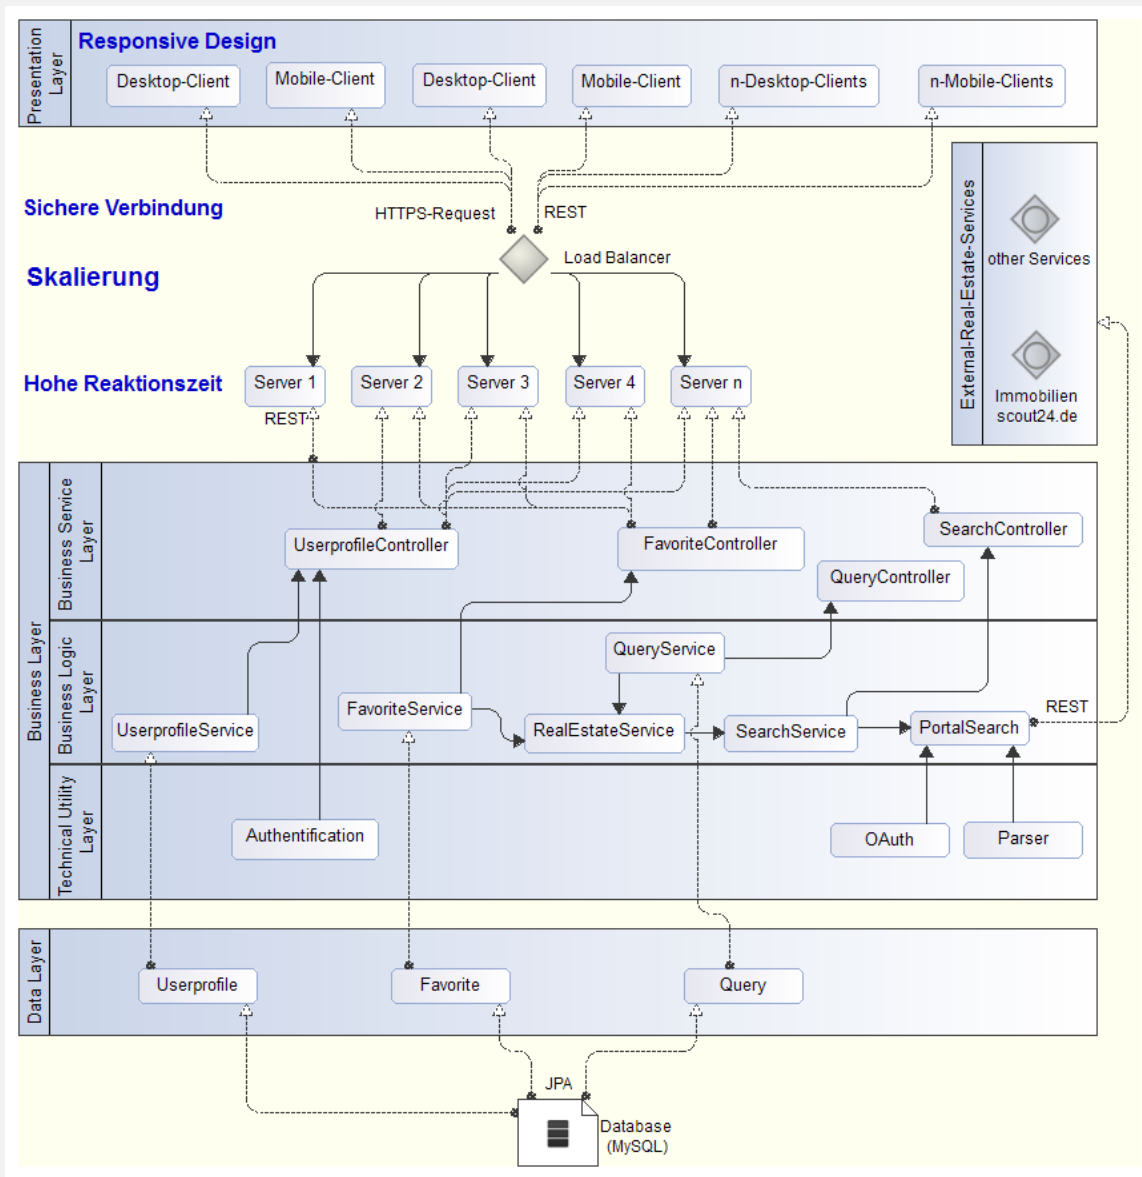 Presentation
Layer
Responsive Design
Desktop-Client
Mobile-Client
Desktop-Client
Mobile-Client
n-Desktop-Clients
n-Mobile-Clients
Sichere Verbindung
HTTPS-Request
REST
Skalierung
Load Balancer
External-Real-Estate-Services
other Services
Immobilien
scout24.de
Hohe Reaktionszeit
Server 1
Server 2
Server 3
Server 4
Server n
REST
Business Layer
Business Service
Layer
UserprofileController
FavoriteController
SearchController
QueryController
Business Logic
Layer
QueryService
UserprofileService
FavoriteService
RealEstateService
SearchService
PortalSearch
REST
Technical Utility
Layer
Authentification
OAuth
Parser
Data Layer
Userprofile
Favorite
Query
JPA
Database
(MySQL)